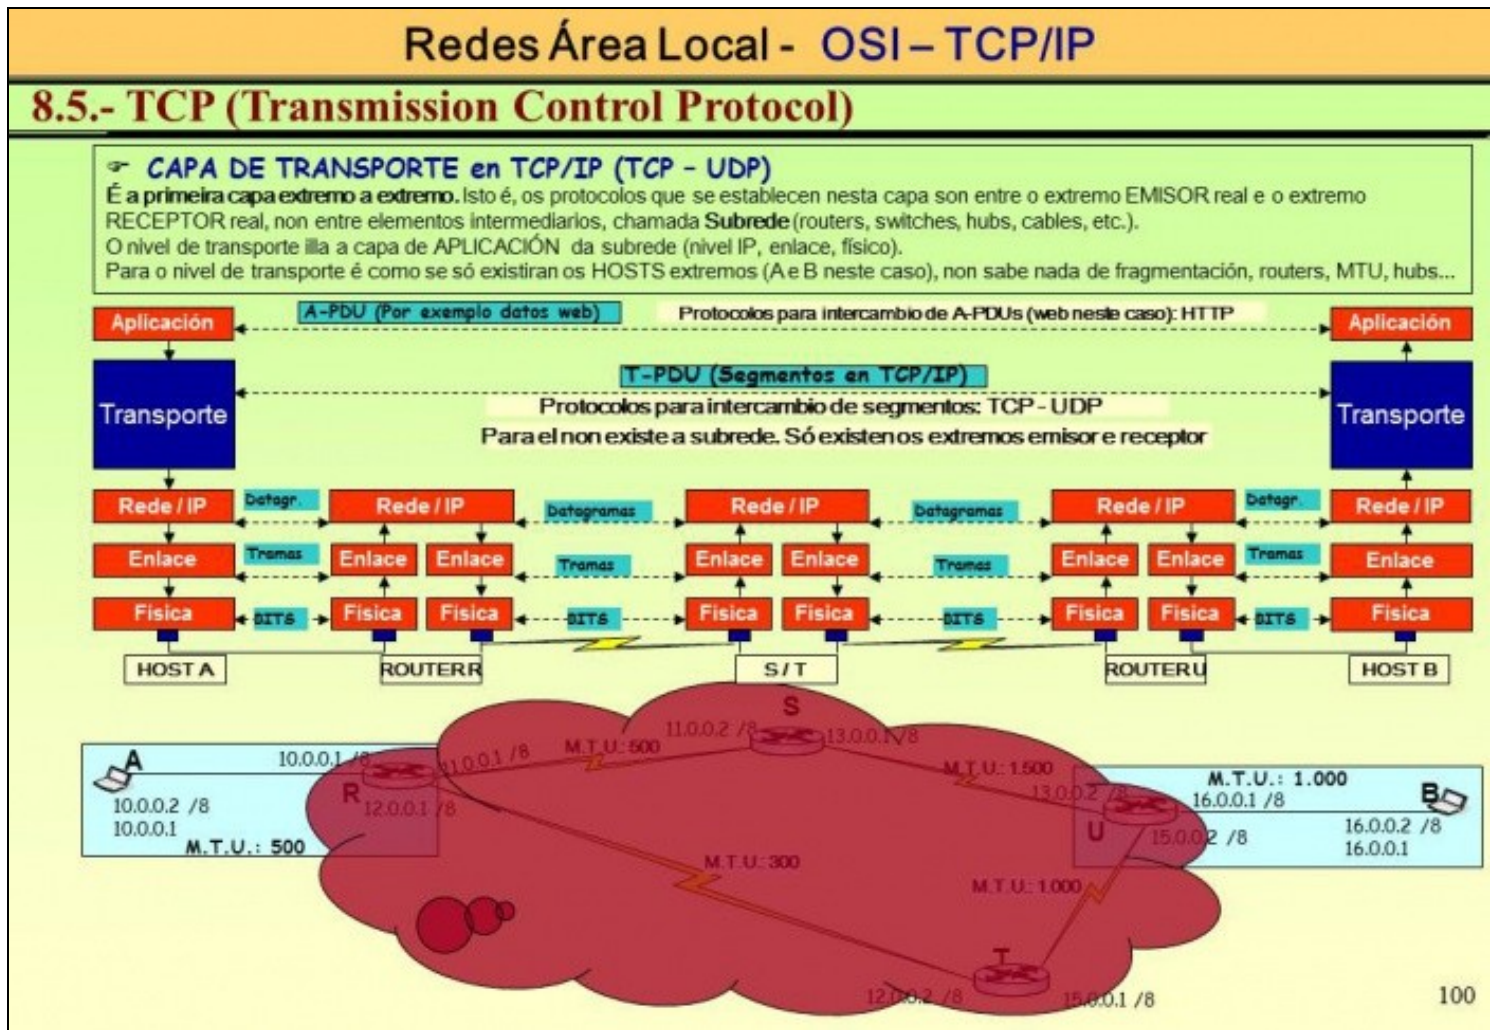 Redes Área Local - OSI – TCP/IP
8.5.- TCP (Transmission Control Protocol)
☞ CAPA DE TRANSPORTE en TCP/IP (TCP – UDP)
É a primeira capa extremo a extremo. Isto é, os protocolos que se establecen nesta capa son entre o extremo EMISOR real e o extremo
RECEPTOR real, non entre elementos intermediarios, chamada Subrede (routers, switches, hubs, cables, etc.).
O nivel de transporte illa a capa de APLICACIÓN da subrede (nivel IP, enlace, físico).
Para o nivel de transporte é como se só existiran os HOSTS extremos (A e B neste caso), non sabe nada de fragmentación, routers, MTU, hubs...
Aplicación A-PDU (Por exemplo datos web) Protocolos para intercambio de A-PDUs (web neste caso): HTTP Aplicación
T-PDU (Segmentos en TCP/IP)
Transporte Protocolos para intercambio de segmentos: TCP - UDP Transporte
Para el non existe a subrede. Só existen os extremos emisor e receptor
Rede / IP Datagr. Rede / IP Datagramas Rede / IP Datagramas Rede / IP Datagr. Rede / IP
Enlace Tramas Enlace Enlace Tramas Enlace Enlace Tramas Enlace Enlace Tramas Enlace
Física BITS Física Física BITS Física Física BITS Física Física BITS Física
HOST A ROUTER R S / T ROUTER U HOST B
S
11.0.0.2 /8 13.0.0.1 /8
A 10.0.0.1 /8 11.0.0.1 /8 M.T.U.: 500 M.T.U.: 1.500 M.T.U.: 1.000
R 12.0.0.1 /8 13.0.0.2 /8 16.0.0.1 /8 B
10.0.0.2 /8
10.0.0.1
M.T.U.: 500
U 15.0.0.2 /8 16.0.0.2 /8
16.0.0.1
M.T.U.: 300
M.T.U.: 1.000
T
12.0.0.2 /8 15.0.0.1 /8
100